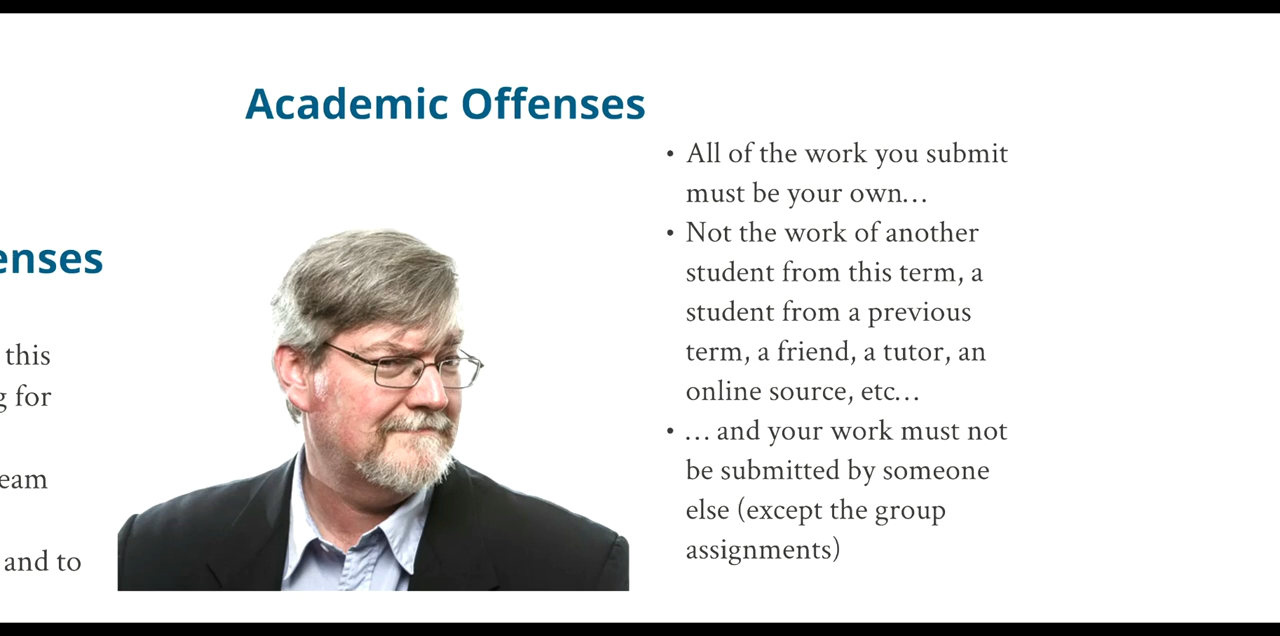 Academic Offenses
• All of the work you submit
must be your own…
• Not the work of another
student from this term, a
student from a previous
term, a friend, a tutor, an
online source, etc…
• … and your work must not
be submitted by someone
else (except the group
assignments)
enses
this
g for
eam
and to